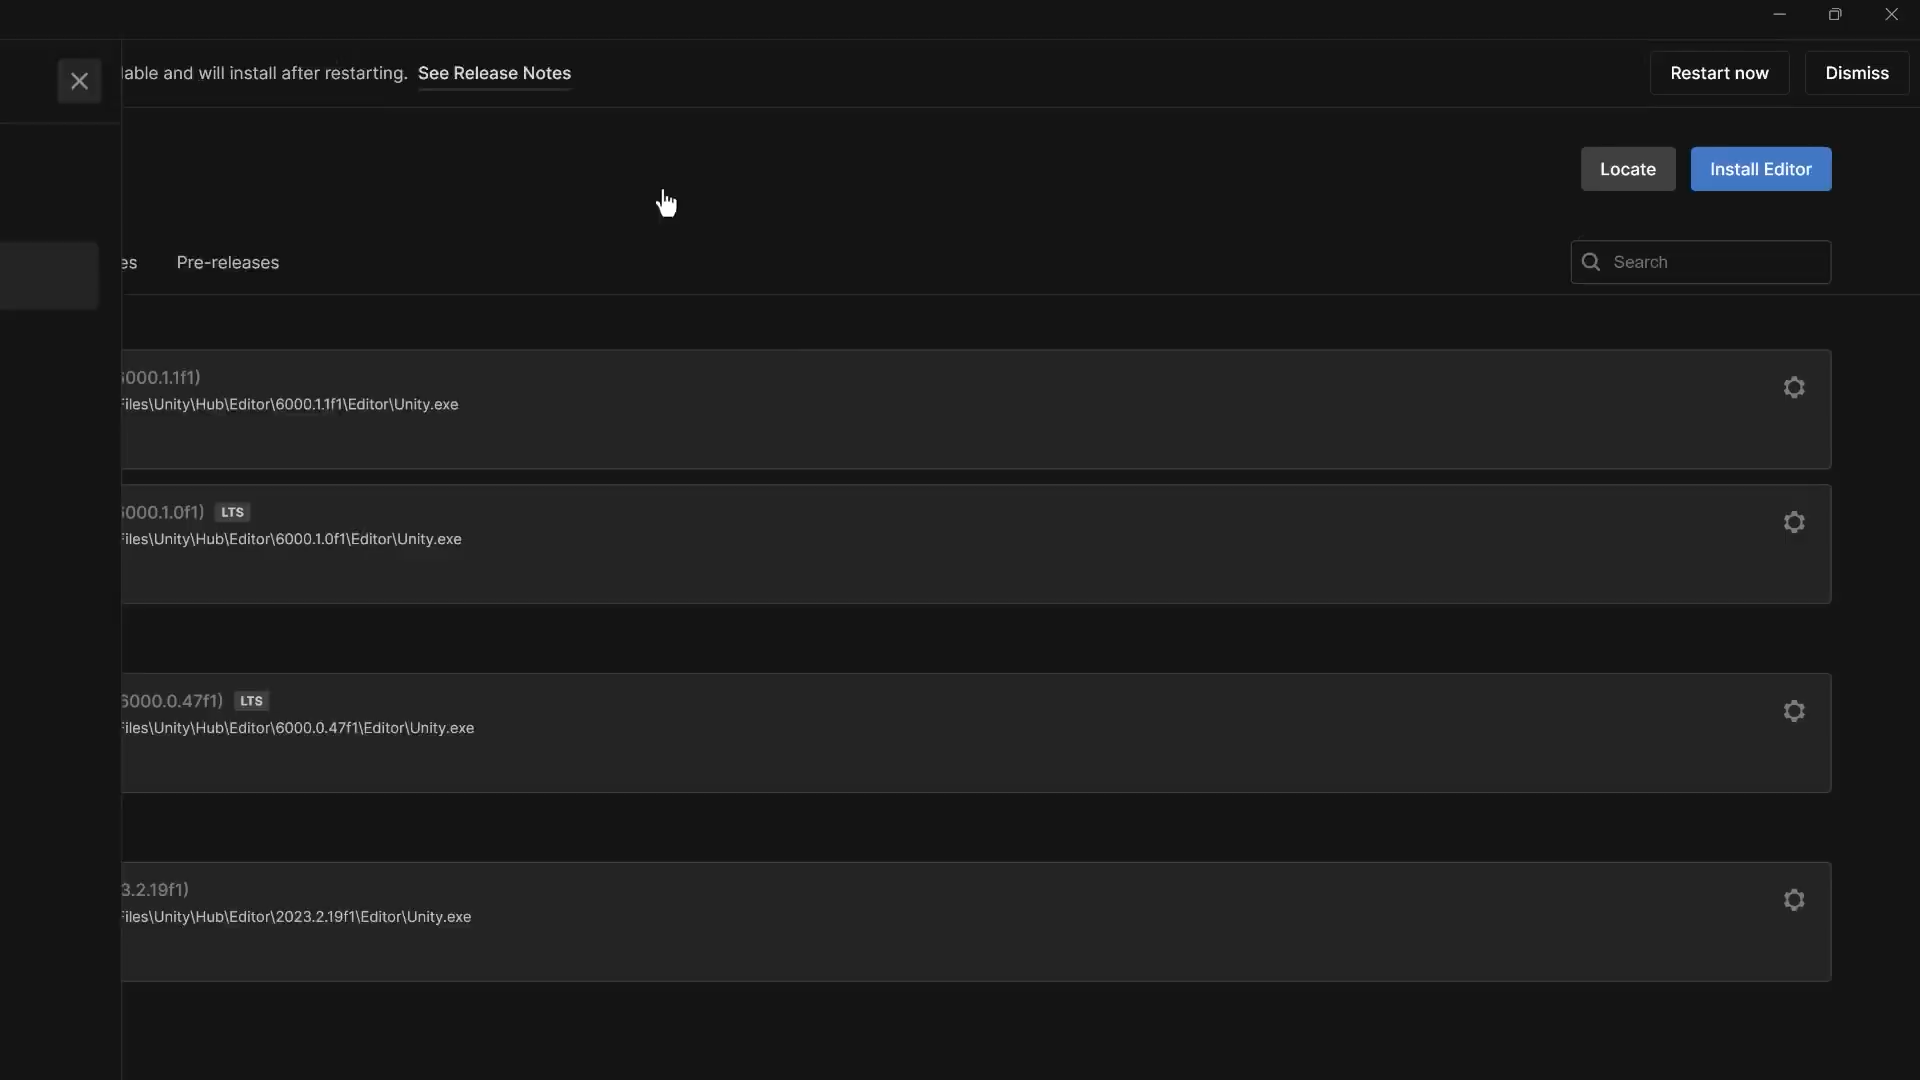 lable and will install after restarting. See Release Notes
Restart now
Dismiss
Locate
Install Editor
es
Pre-releases
Search
6000.1.1f1)
Files\Unity\Hub\Editor\6000.1.1f1\Editor\Unity.exe
6000.1.0f1) LTS
Files\Unity\Hub\Editor\6000.1.0f1\Editor\Unity.exe
6000.0.47f1) LTS
Files\Unity\Hub\Editor\6000.0.47f1\Editor\Unity.exe
3.2.19f1)
Files\Unity\Hub\Editor\2023.2.19f1\Editor\Unity.exe